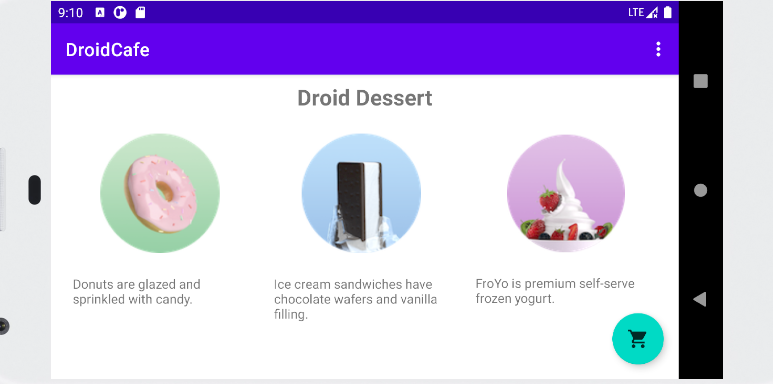 9:10 LTE
DroidCafe
Droid Dessert
Donuts are glazed and
sprinkled with candy.
Ice cream sandwiches have
chocolate wafers and vanilla
filling.
FroYo is premium self-serve
frozen yogurt.